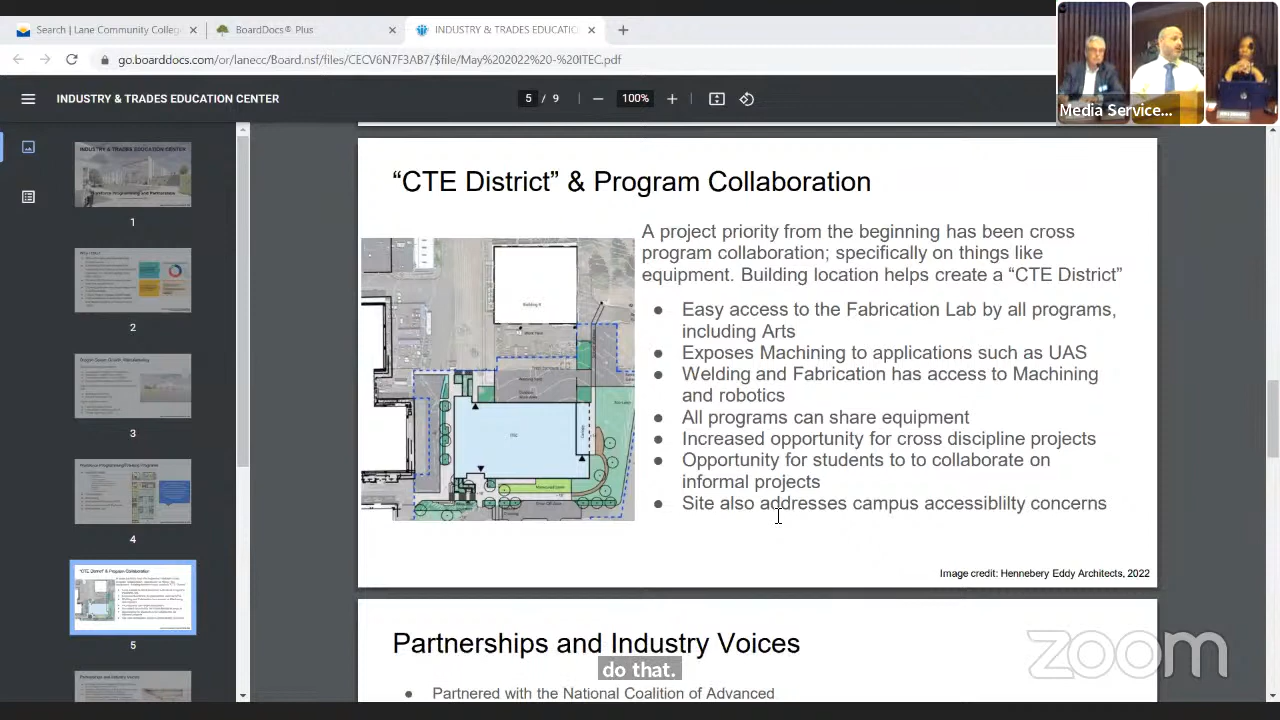 Search | Lane Community Colleg
BoardDocs® Plus
INDUSTRY & TRADES EDUCATION
go.boarddocs.com/or/lanecc/Board.nsf/files/CECV6N7F3AB7/$file/May%202022%20-%20ITEC.pdf
INDUSTRY & TRADES EDUCATION CENTER
5 / 9
100%
Media Service...
1
2
3
4
5
"CTE District" & Program Collaboration
A project priority from the beginning has been cross
program collaboration; specifically on things like
equipment. Building location helps create a “CTE District”
● Easy access to the Fabrication Lab by all programs,
including Arts
● Exposes Machining to applications such as UAS
● Welding and Fabrication has access to Machining
and robotics
● All programs can share equipment
● Increased opportunity for cross discipline projects
● Opportunity for students to to collaborate on
informal projects
● Site also addresses campus accessiblilty concerns
Image credit: Hennebery Eddy Architects, 2022
Partnerships and Industry Voices
do that.
● Partnered with the National Coalition of Advanced
zoom